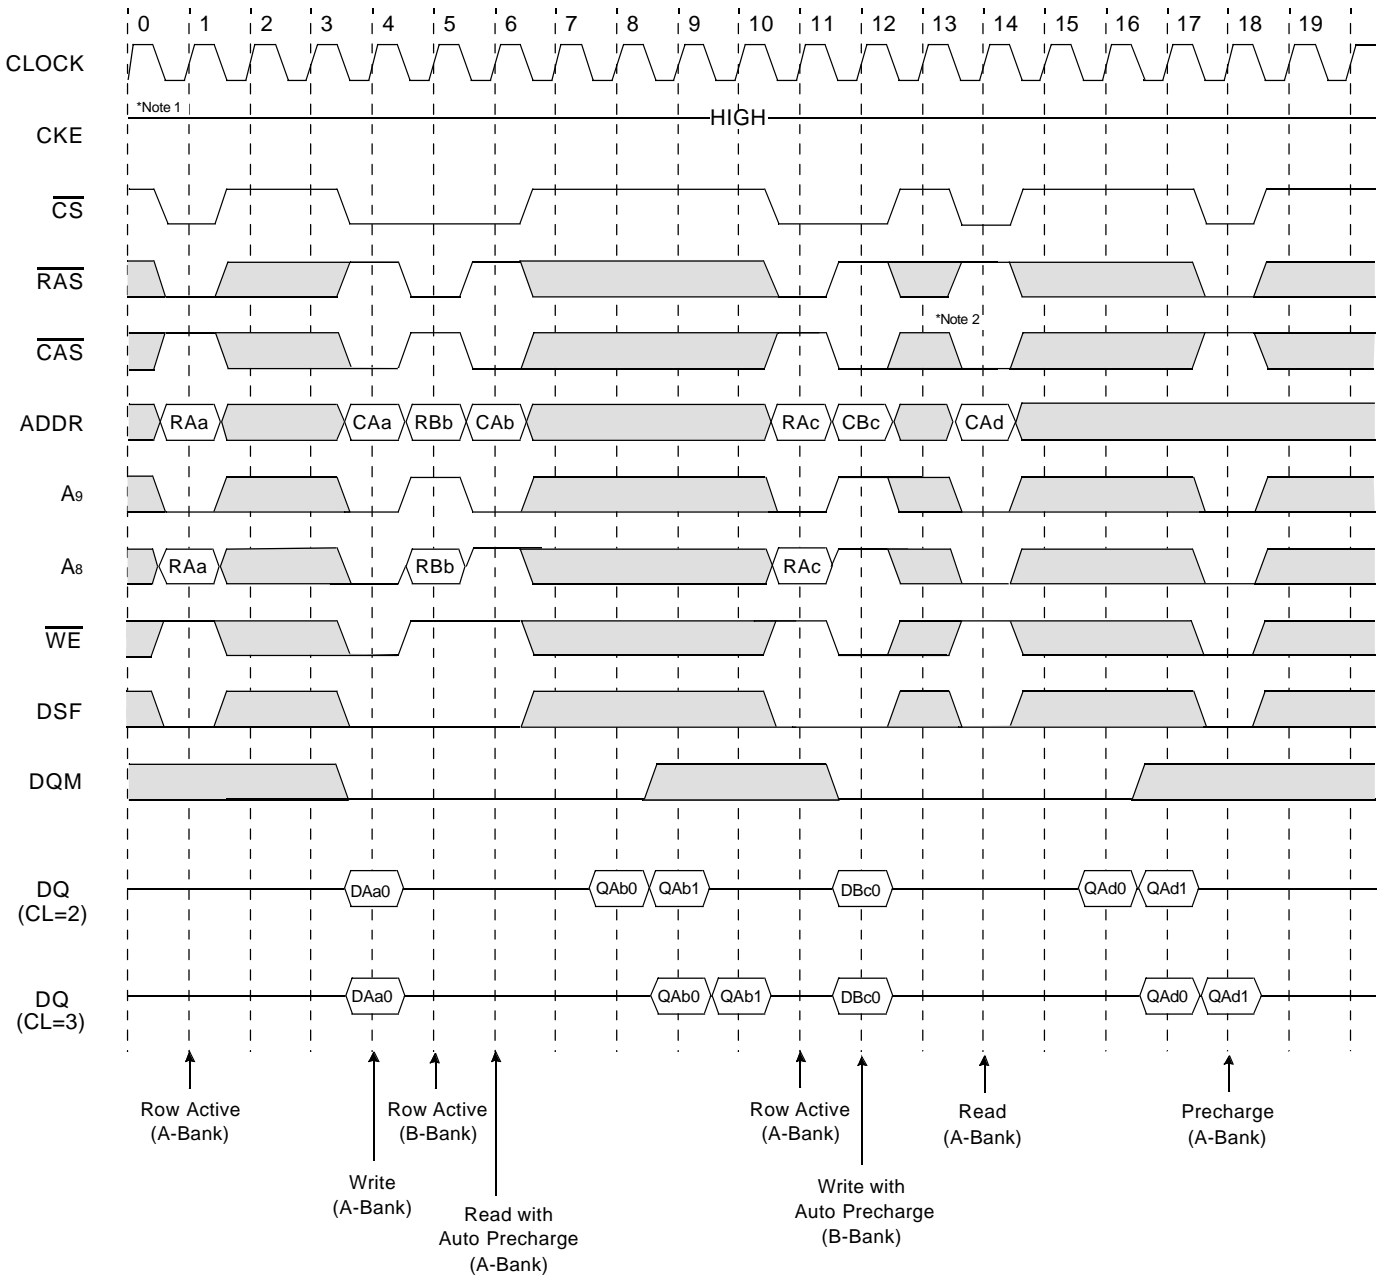 0 1 2 3 4 5 6 7 8 9 10 11 12 13 14 15 16 17 18 19
CLOCK
*Note 1
CKE
HIGH
CS
RAS
*Note 2
CAS
ADDR RAa CAa RBb CAb RAc CBc CAd
A9
A8 RAa RBb RAc
WE
DSF
DQM
DQ
(CL=2)
DAa0 QAb0 QAb1 DBc0 QAd0 QAd1
DQ
(CL=3)
DAa0 QAb0 QAb1 DBc0 QAd0 QAd1
Row Active
(A-Bank)
Row Active
(B-Bank)
Row Active
(A-Bank)
Read
(A-Bank)
Precharge
(A-Bank)
Write
(A-Bank)
Read with
Auto Precharge
(A-Bank)
Write with
Auto Precharge
(B-Bank)